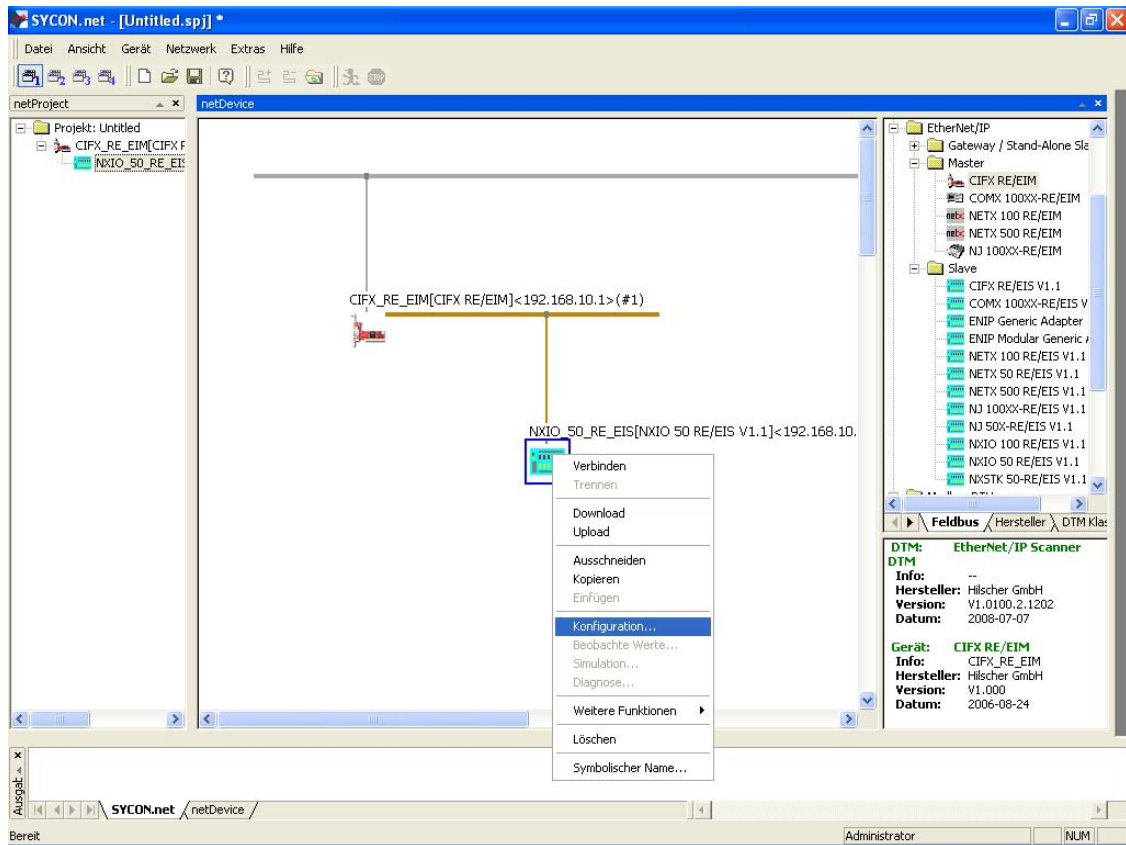 SYCON.net - [Untitled.spj] *
Datei Ansicht Gerät Netzwerk Extras Hilfe
netProject
netDevice
Projekt: Untitled
CIFX_RE_EIM[CIFX R
NXIO_50_RE_EIS
CIFX_RE_EIM[CIFX RE/EIM]<192.168.10.1>(#1)
NXIO_50_RE_EIS[NXIO 50 RE/EIS V1.1]<192.168.10.
Verbinden
Trennen
Download
Upload
Ausschneiden
Kopieren
Einfügen
Konfiguration...
Beobachte Werte...
Simulation...
Diagnose...
Weitere Funktionen
Löschen
Symbolischer Name...
EtherNet/IP
Gateway / Stand-Alone Sla
Master
CIFX RE/EIM
COMX 100XX-RE/EIM
NETX 100 RE/EIM
NETX 500 RE/EIM
NJ 100XX-RE/EIM
Slave
CIFX RE/EIS V1.1
COMX 100XX-RE/EIS V
ENIP Generic Adapter
ENIP Modular Generic
NETX 100 RE/EIS V1.1
NETX 50 RE/EIS V1.1
NETX 500 RE/EIS V1.1
NJ 100XX-RE/EIS V1.1
NJ 50X-RE/EIS V1.1
NXIO 100 RE/EIS V1.1
NXIO 50 RE/EIS V1.1
NXSTK 50-RE/EIS V1.1
Feldbus Hersteller DTM Klas
DTM: EtherNet/IP Scanner
DTM
Info: --
Hersteller: Hilscher GmbH
Version: V1.0100.2.1202
Datum: 2008-07-07
Gerät: CIFX RE/EIM
Info: CIFX_RE_EIM
Hersteller: Hilscher GmbH
Version: V1.000
Datum: 2006-08-24
Ausgat
SYCON.net netDevice
Bereit
Administrator
NUM